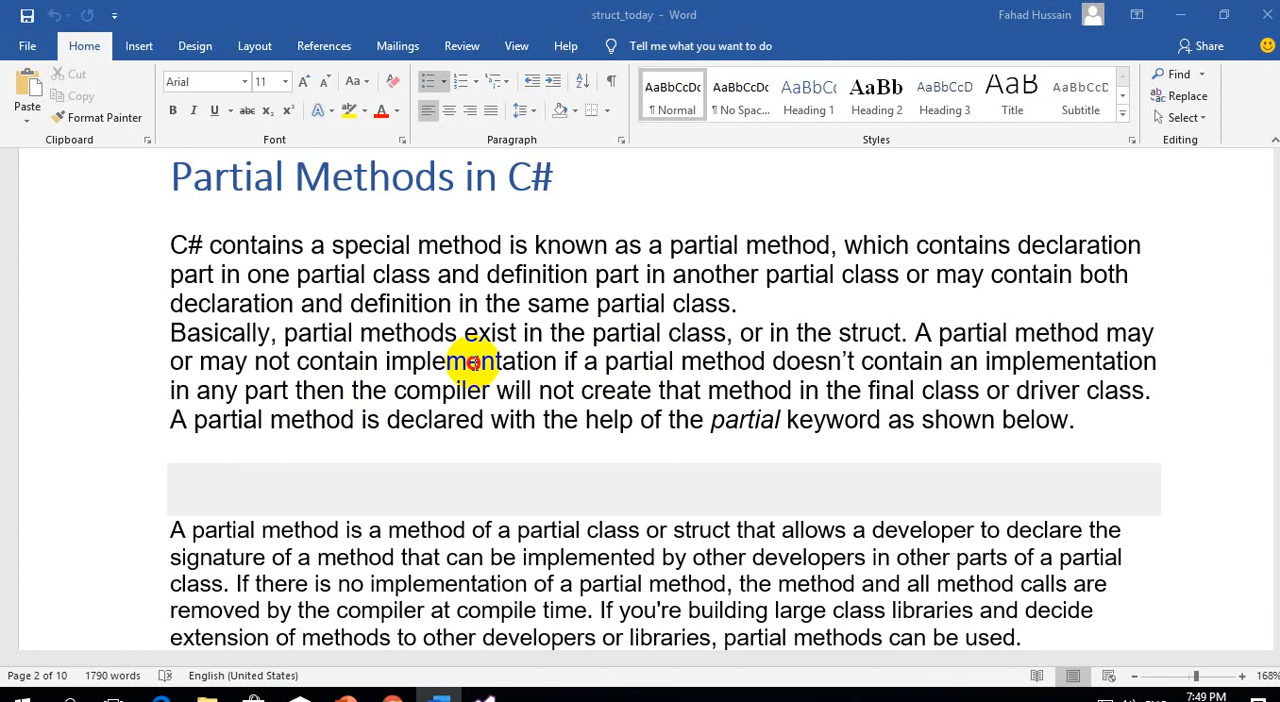 struct_today - Word
Fahad Hussain
File Home Insert Design Layout References Mailings Review View Help Tell me what you want to do Share
Paste
Cut
Copy
Format Painter
Clipboard
Arial 11
Font
Paragraph
AaBbCcDc AaBbCcDc AaBbCc AaBb AaBbCcD AaB AaBbCcD
¶ Normal ¶ No Spac... Heading 1 Heading 2 Heading 3 Title Subtitle
Styles
Find
Replace
Select
Editing
Partial Methods in C#
C# contains a special method is known as a partial method, which contains declaration
part in one partial class and definition part in another partial class or may contain both
declaration and definition in the same partial class.
Basically, partial methods exist in the partial class, or in the struct. A partial method may
or may not contain implementation if a partial method doesn’t contain an implementation
in any part then the compiler will not create that method in the final class or driver class.
A partial method is declared with the help of the partial keyword as shown below.
A partial method is a method of a partial class or struct that allows a developer to declare the
signature of a method that can be implemented by other developers in other parts of a partial
class. If there is no implementation of a partial method, the method and all method calls are
removed by the compiler at compile time. If you're building large class libraries and decide
extension of methods to other developers or libraries, partial methods can be used.
Page 2 of 10 1790 words English (United States) 168%
7:49 PM